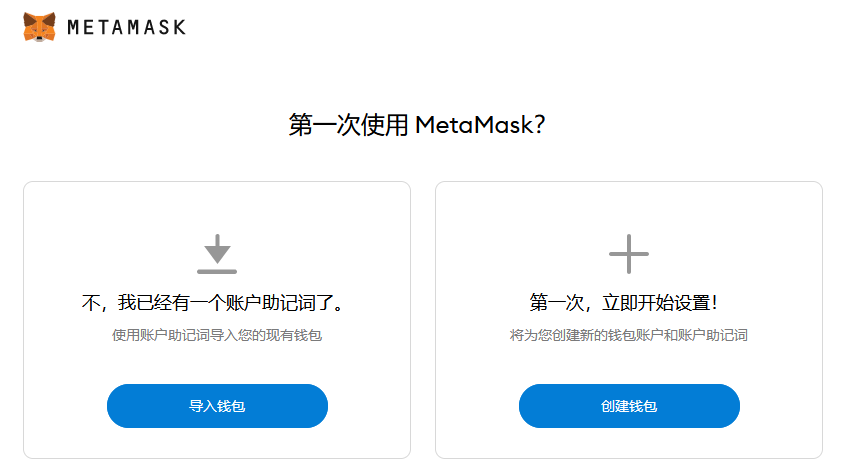 METAMASK
第一次使用 MetaMask？
不，我已经有一个账户助记词了。
使用账户助记词导入您的现有钱包
导入钱包
第一次，立即开始设置！
将为您创建新的钱包账户和账户助记词
创建钱包